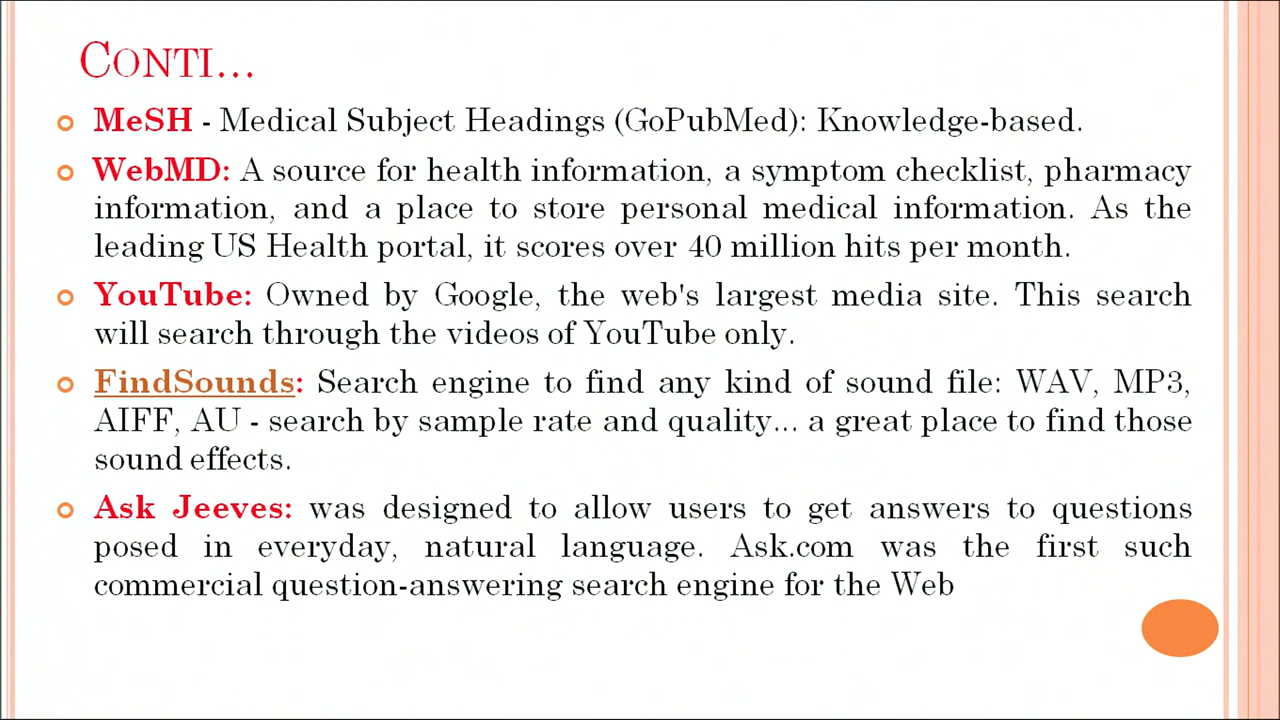 CONTI...
MeSH - Medical Subject Headings (GoPubMed): Knowledge-based.
WebMD: A source for health information, a symptom checklist, pharmacy
information, and a place to store personal medical information. As the
leading US Health portal, it scores over 40 million hits per month.
YouTube: Owned by Google, the web's largest media site. This search
will search through the videos of YouTube only.
FindSounds: Search engine to find any kind of sound file: WAV, MP3,
AIFF, AU - search by sample rate and quality... a great place to find those
sound effects.
Ask Jeeves: was designed to allow users to get answers to questions
posed in everyday, natural language. Ask.com was the first such
commercial question-answering search engine for the Web